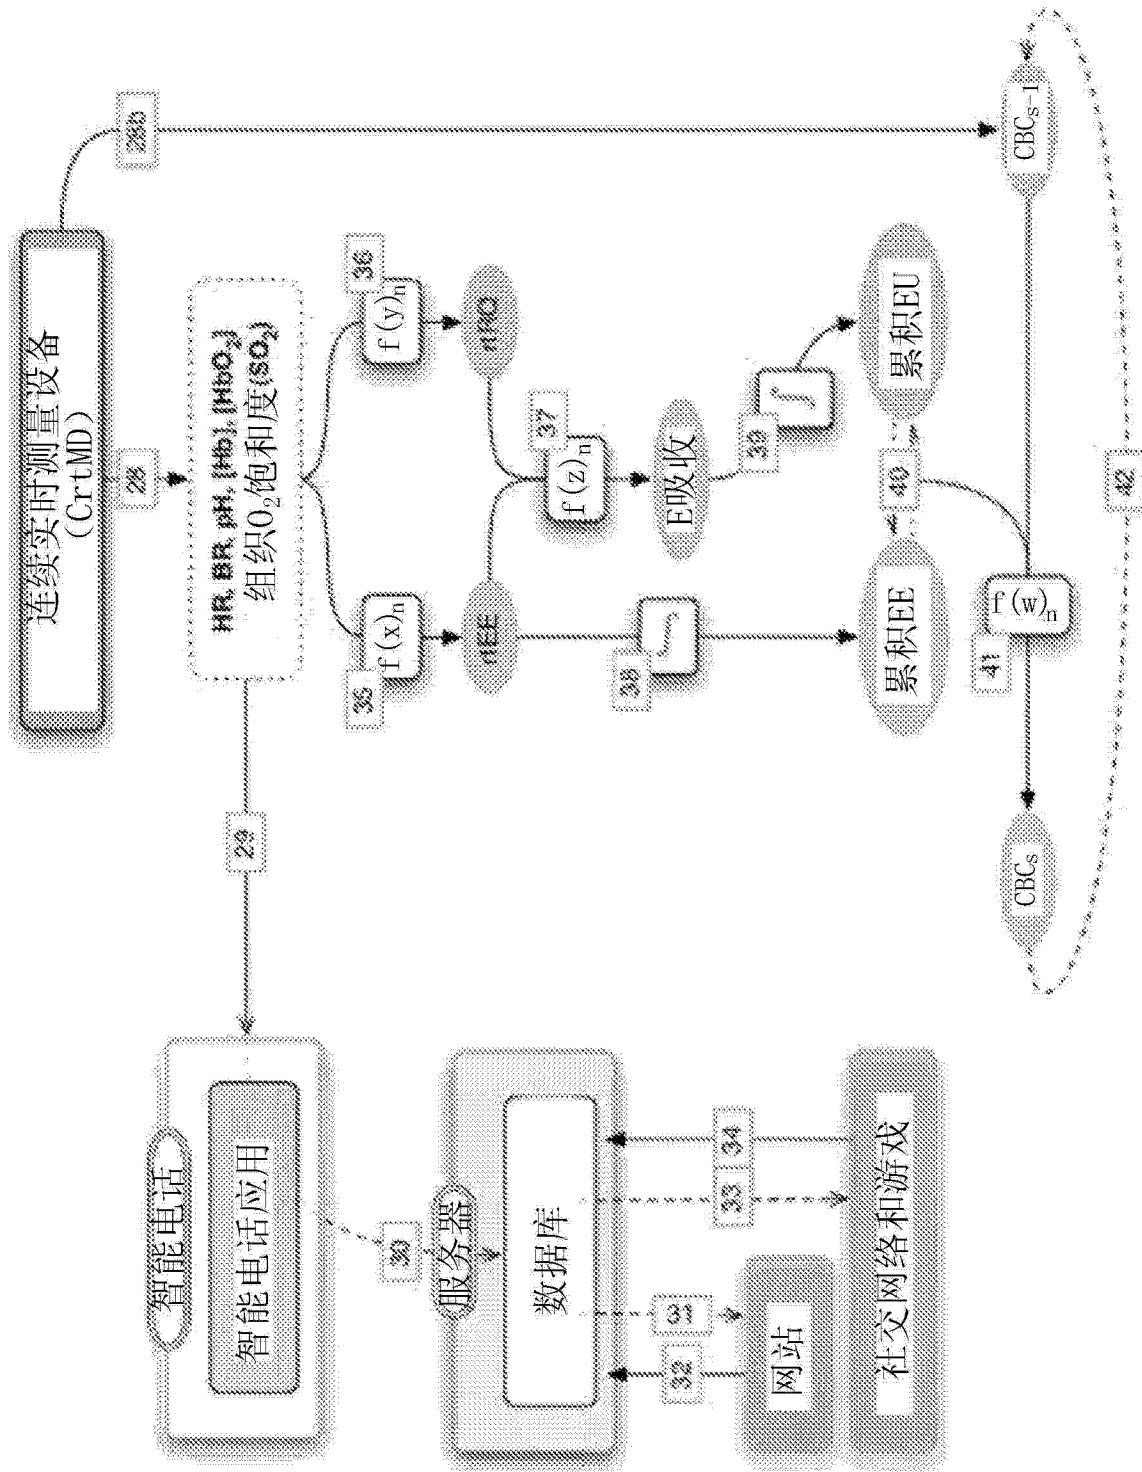 连续实时测量设备
(CrtMD)
28
28D
HR, BR, pH, [Hb], [HbO₂]
组织O₂饱和度(SO₂)
29
智能电话
智能电话应用
30
服务器
数据库
31
32
33
34
网站
社交网络和游戏
35
f(x)ₙ
36
f(y)ₙ
nEE
nRQ
37
f(z)ₙ
E吸收
38
∫
39
∫
累积EE
40
累积EU
41
f(w)ₙ
CBCₛ
CBCₛ₋₁
42